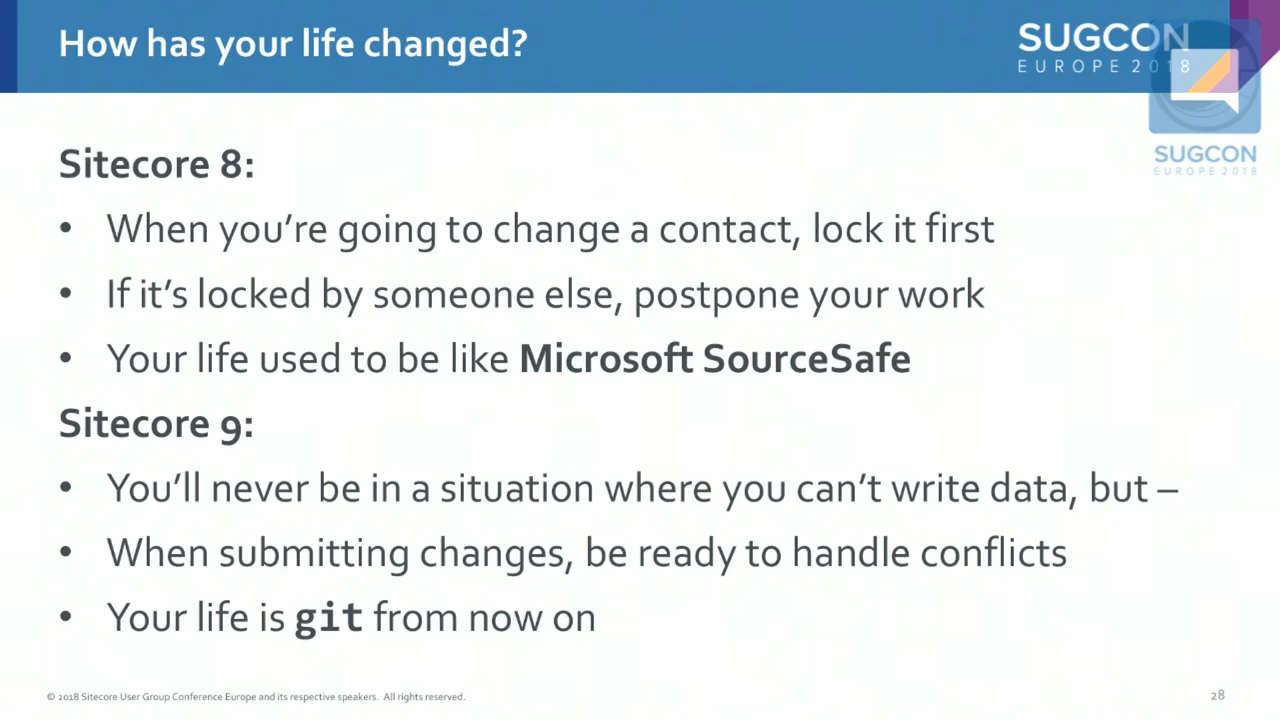 How has your life changed?
SUGCON
EUROPE 2018
SUGCON
EUROPE 2018
Sitecore 8:
• When you're going to change a contact, lock it first
• If it's locked by someone else, postpone your work
• Your life used to be like Microsoft SourceSafe
Sitecore 9:
• You'll never be in a situation where you can't write data, but –
• When submitting changes, be ready to handle conflicts
• Your life is git from now on
© 2018 Sitecore User Group Conference Europe and its respective speakers. All rights reserved.
28